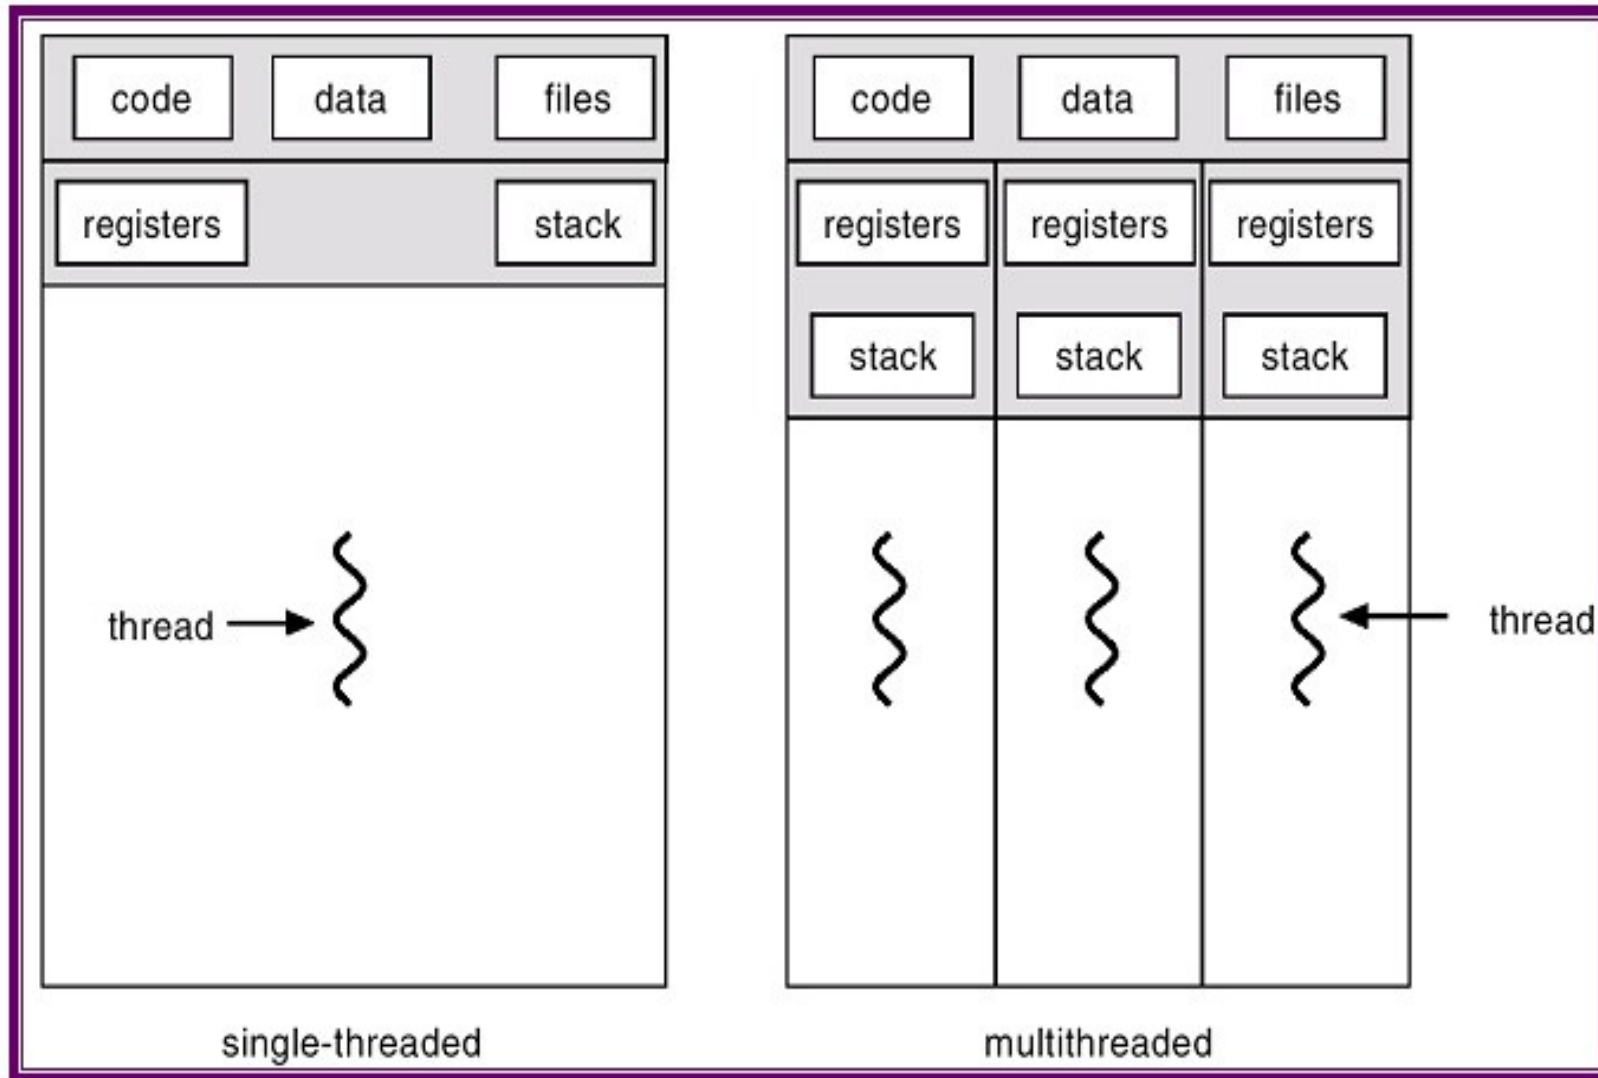 code data files
registers stack
thread
single-threaded
code data files
registers registers registers
stack stack stack
thread
multithreaded